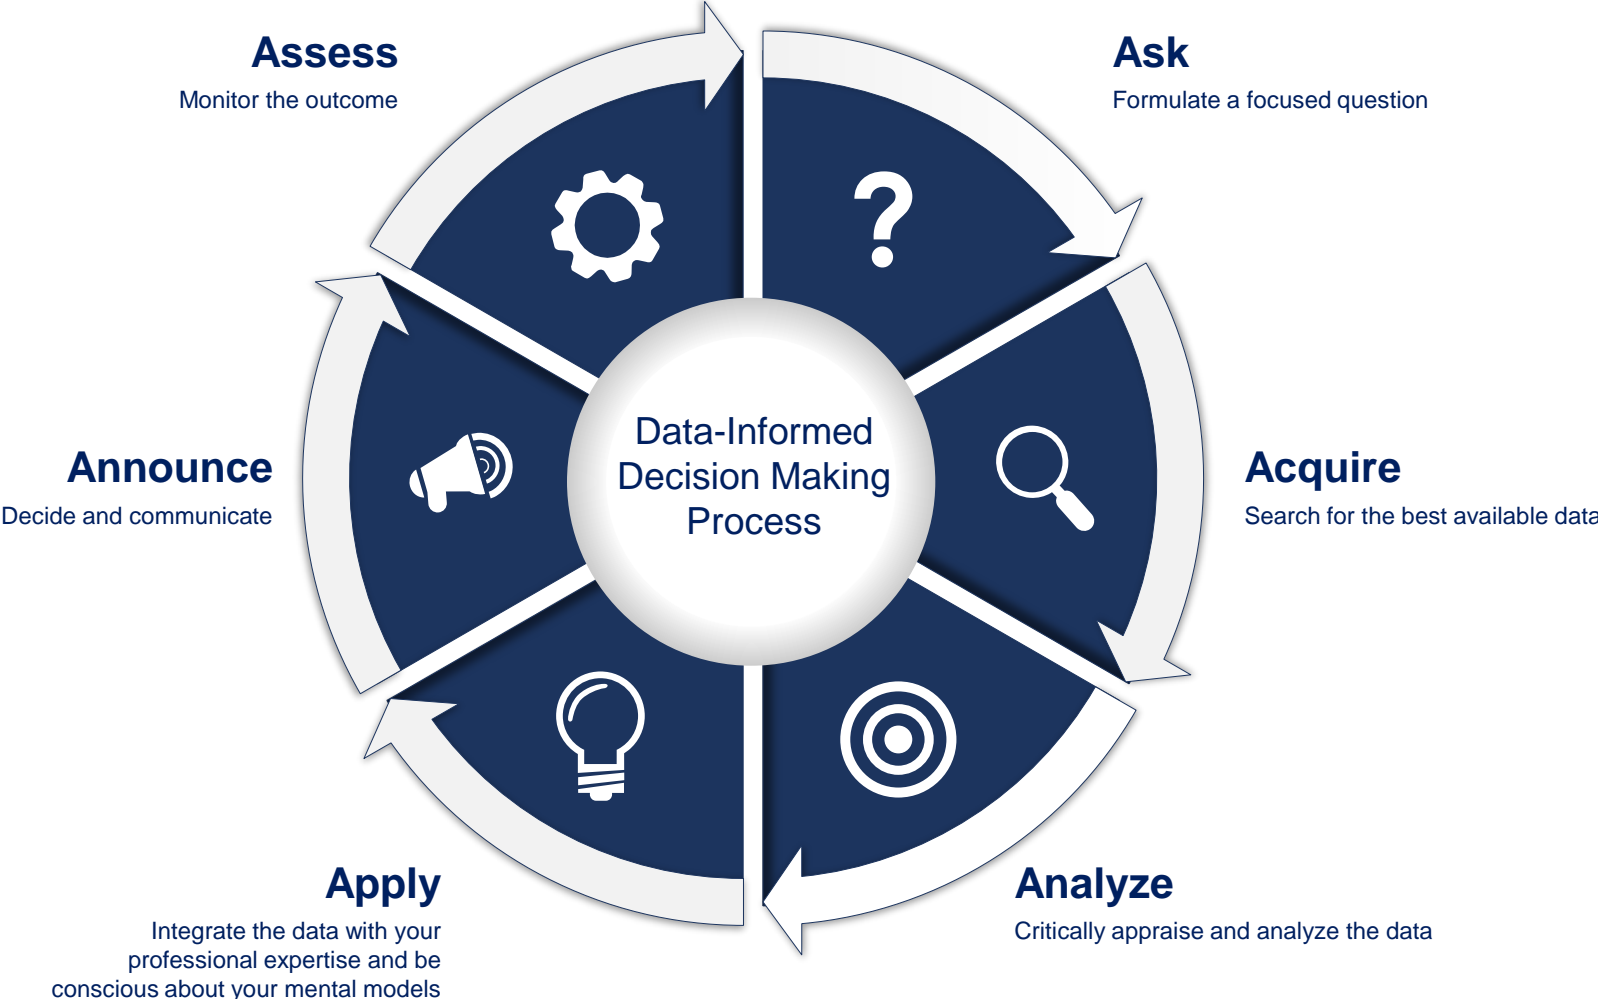 Assess
Monitor the outcome
Ask
Formulate a focused question
Data-Informed
Decision Making
Process
Announce
Decide and communicate
Acquire
Search for the best available data
Apply
Integrate the data with your
professional expertise and be
conscious about your mental models
Analyze
Critically appraise and analyze the data